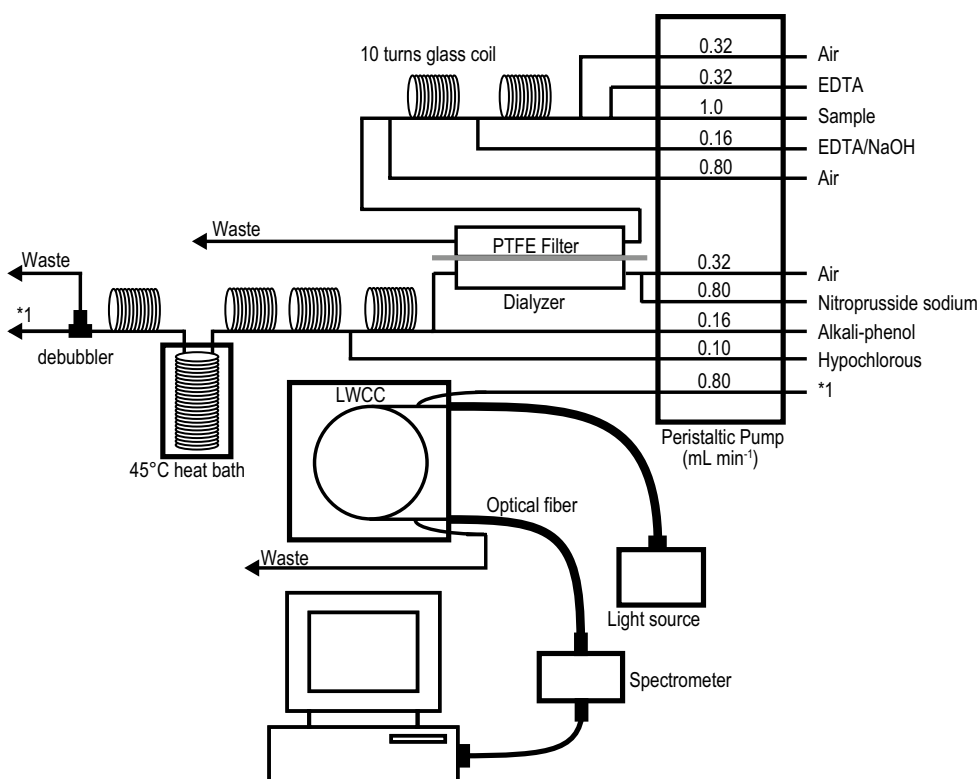 10 turns glass coil
0.32 Air
0.32 EDTA
1.0 Sample
0.16 EDTA/NaOH
0.80 Air
Waste
PTFE Filter
Dialyzer
0.32 Air
0.80 Nitroprusside sodium
0.16 Alkali-phenol
0.10 Hypochlorous
0.80 *1
Peristaltic Pump
(mL min⁻¹)
Waste
*1
debubbler
45°C heat bath
LWCC
Optical fiber
Waste
Light source
Spectrometer